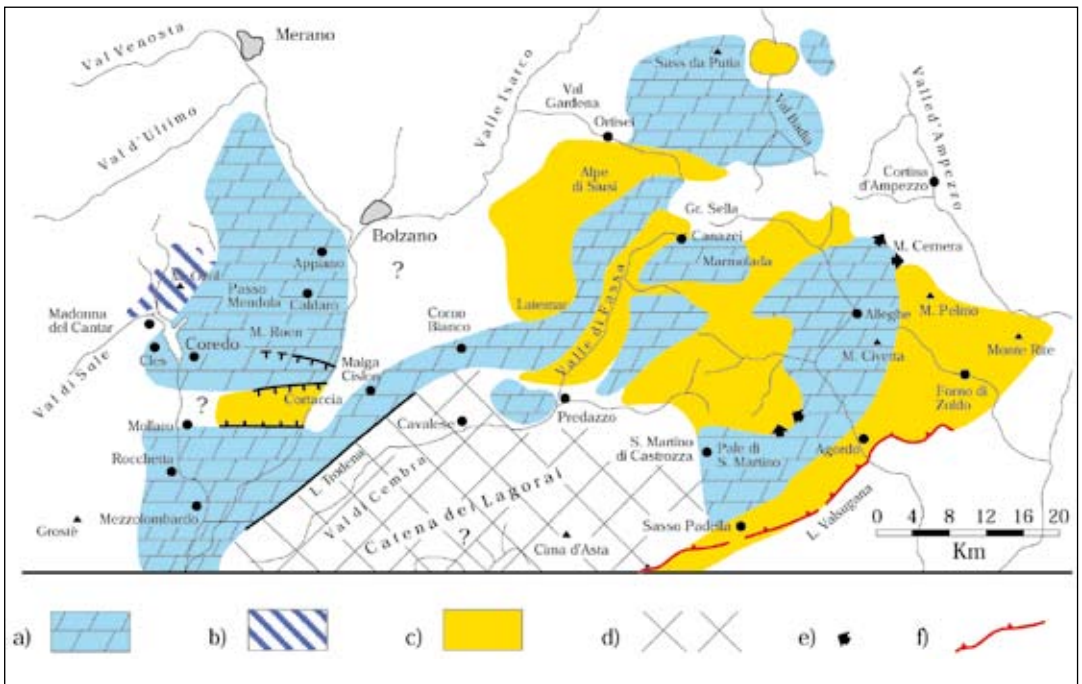 Merano
Val Venosta
Val d'Ultimo
Valle Isarco
Sass da Putia
Val
Gardena
Ortisei
Val Badia
Valle d'Ampezzo
Cortina
d'Ampezzo
Alpe
di Siusi
Gr. Sella
Canazei
Marmolada
M. Cernera
Bolzano
?
Appiano
Passo
Mendola
Caldaro
Madonna
del
Latemar
Valle di Fassa
Alleghe
M. Pelmo
M. Roen
Corno
Bianco
M. Civetta
Monte Rite
Val di Sole
Cles
Coredo
Malga
Cislon
Cortaccia
Forno di
Zoldo
?
Mollaro
Cavalese
Predazzo
Rocchetta
L. Trodena
Val di Cembra
Catena dei Lagorai
?
S. Martino
di Castrozza
Pale di
S. Martino
Agordo
Mezzolombardo
Grostè
Cima d'Asta
Sasso Padella
L. Valsugana
0 4 8 12 16 20
Km
a) b) c) d) e) f)